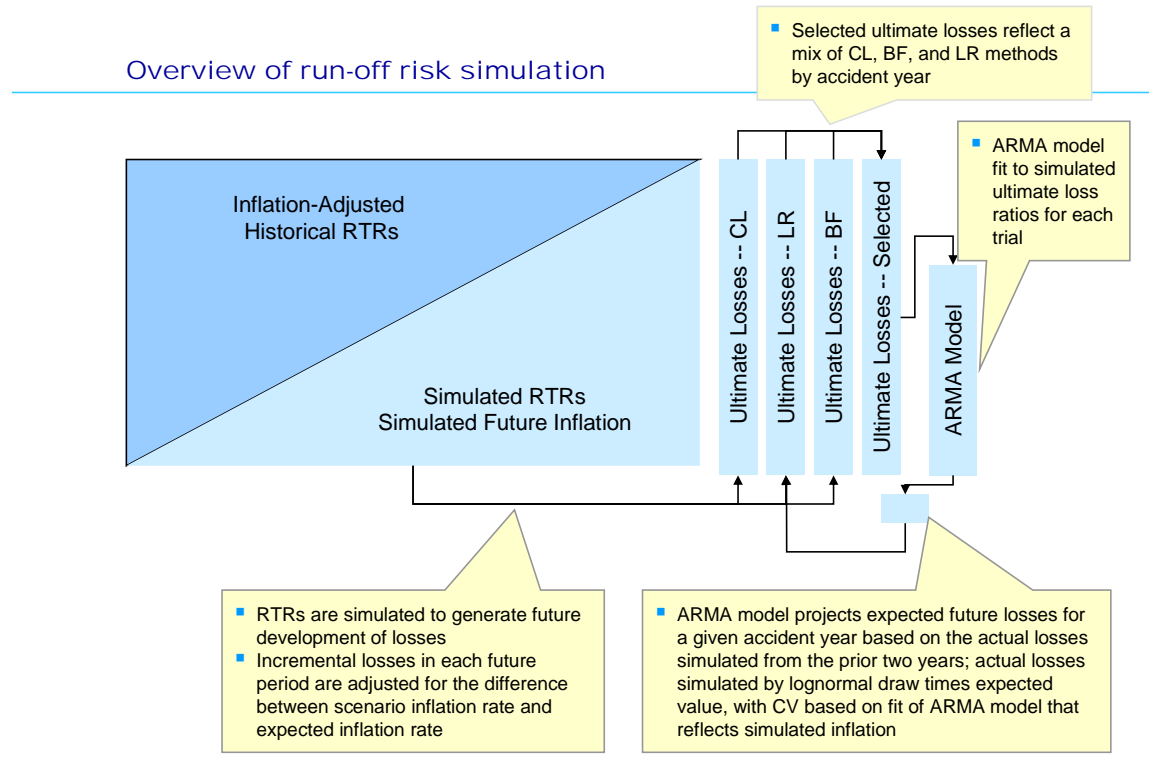 Overview of run-off risk simulation
Selected ultimate losses reflect a
mix of CL, BF, and LR methods
by accident year
ARMA model
fit to simulated
ultimate loss
ratios for each
trial
Inflation-Adjusted
Historical RTRs
Simulated RTRs
Simulated Future Inflation
Ultimate Losses -- CL
Ultimate Losses -- LR
Ultimate Losses -- BF
Ultimate Losses -- Selected
ARMA Model
RTRs are simulated to generate future
development of losses
Incremental losses in each future
period are adjusted for the difference
between scenario inflation rate and
expected inflation rate
ARMA model projects expected future losses for
a given accident year based on the actual losses
simulated from the prior two years; actual losses
simulated by lognormal draw times expected
value, with CV based on fit of ARMA model that
reflects simulated inflation